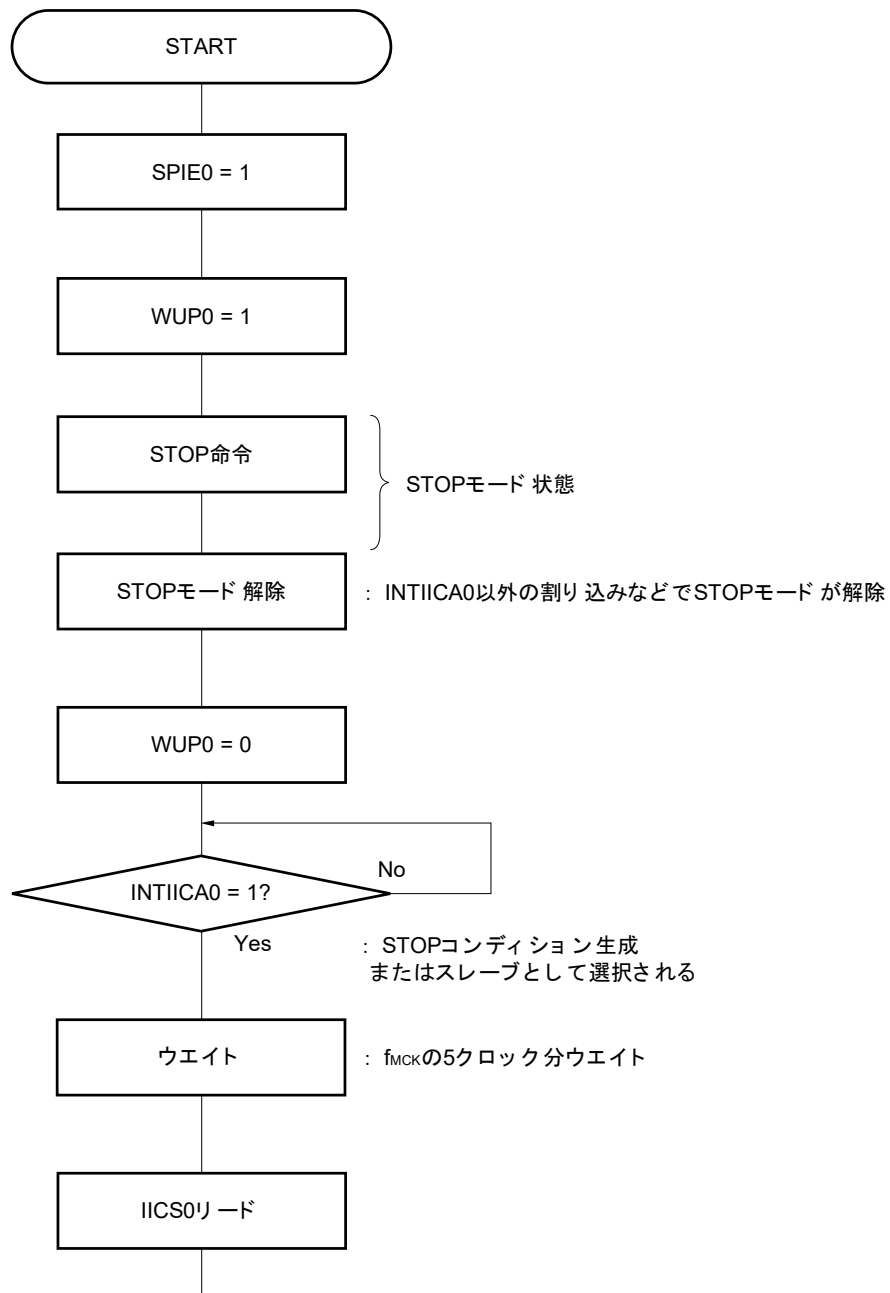 START
SPIE0 = 1
WUP0 = 1
STOP命令
STOPモード 状態
STOPモード 解除
: INTIICA0以外の割り込みなどでSTOPモード が解除
WUP0 = 0
No
INTIICA0 = 1?
Yes
: STOPコンディション生成
またはスレーブとして選択される
ウエイト
: fMCKの5クロック分ウエイト
IICS0リード